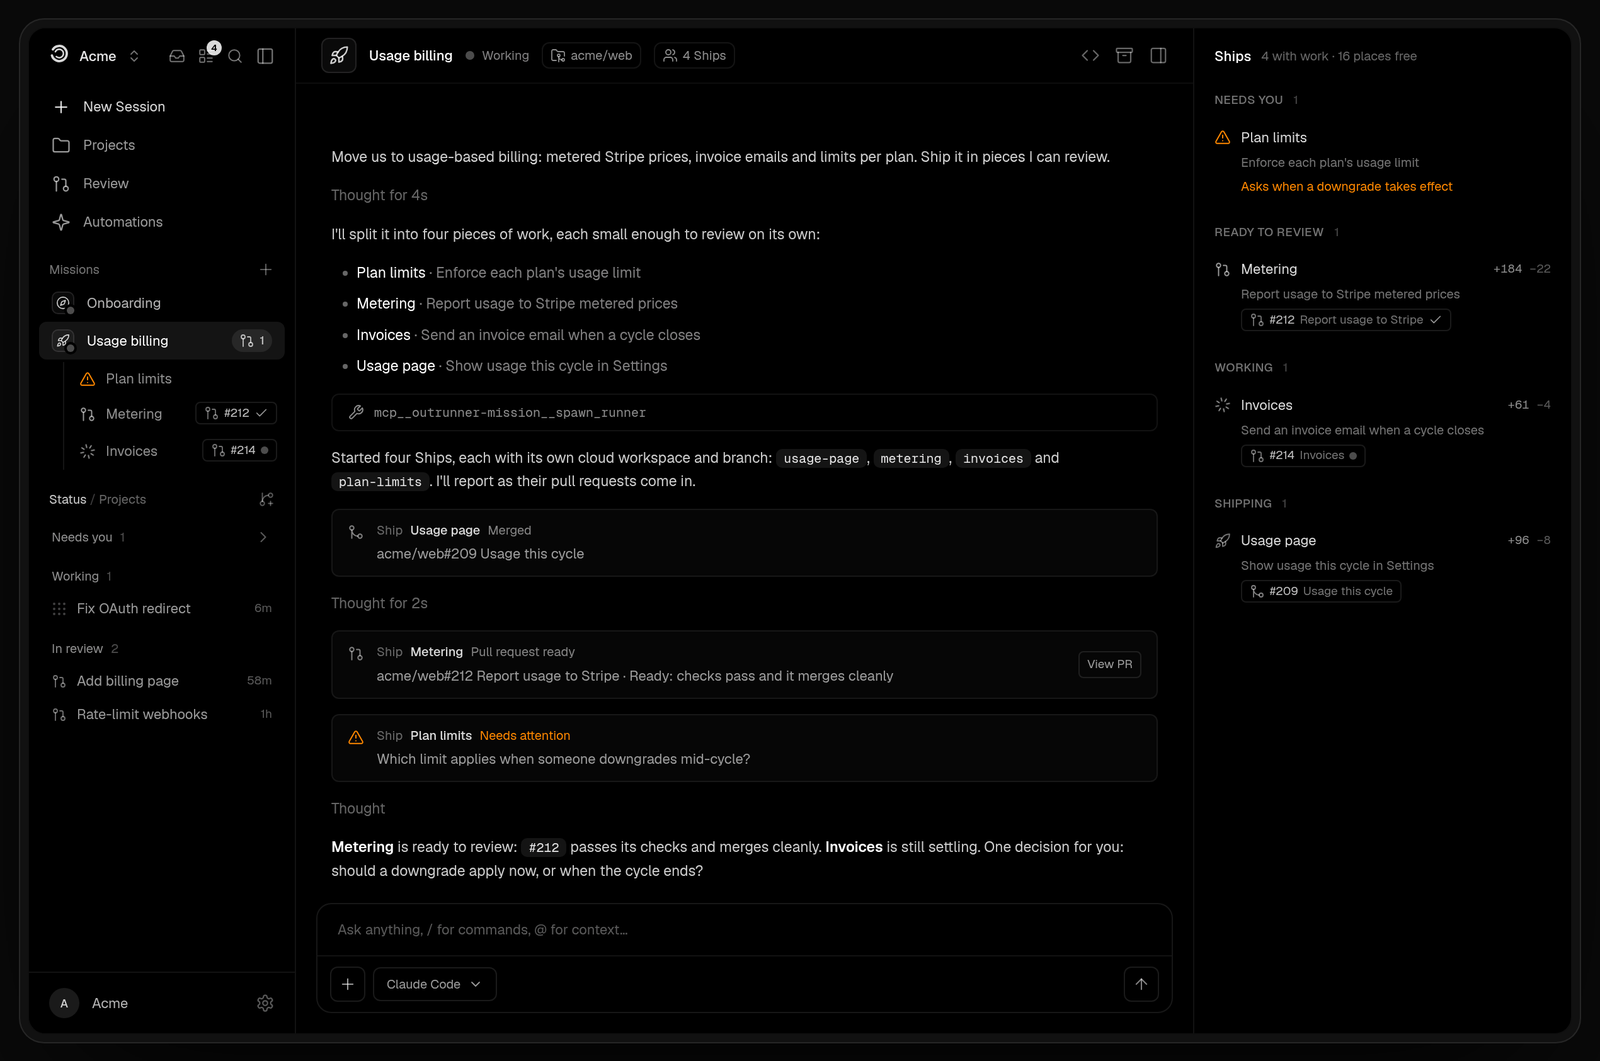 Acme
4
New Session
Projects
Review
Automations
Missions
Onboarding
Usage billing 1
Plan limits
Metering #212
Invoices #214
Status / Projects
Needs you 1
Working 1
Fix OAuth redirect 6m
In review 2
Add billing page 58m
Rate-limit webhooks 1h
A Acme
Usage billing Working acme/web 4 Ships
Move us to usage-based billing: metered Stripe prices, invoice emails and limits per plan. Ship it in pieces I can review.
Thought for 4s
I'll split it into four pieces of work, each small enough to review on its own:
• Plan limits · Enforce each plan's usage limit
• Metering · Report usage to Stripe metered prices
• Invoices · Send an invoice email when a cycle closes
• Usage page · Show usage this cycle in Settings
mcp__outrunner-mission__spawn_runner
Started four Ships, each with its own cloud workspace and branch: usage-page, metering, invoices and
plan-limits. I'll report as their pull requests come in.
Ship Usage page Merged
acme/web#209 Usage this cycle
Thought for 2s
Ship Metering Pull request ready
acme/web#212 Report usage to Stripe · Ready: checks pass and it merges cleanly
View PR
Ship Plan limits Needs attention
Which limit applies when someone downgrades mid-cycle?
Thought
Metering is ready to review: #212 passes its checks and merges cleanly. Invoices is still settling. One decision for you:
should a downgrade apply now, or when the cycle ends?
Ask anything, / for commands, @ for context...
Claude Code
Ships 4 with work · 16 places free
NEEDS YOU 1
Plan limits
Enforce each plan's usage limit
Asks when a downgrade takes effect
READY TO REVIEW 1
Metering +184 −22
Report usage to Stripe metered prices
#212 Report usage to Stripe
WORKING 1
Invoices +61 −4
Send an invoice email when a cycle closes
#214 Invoices
SHIPPING 1
Usage page +96 −8
Show usage this cycle in Settings
#209 Usage this cycle